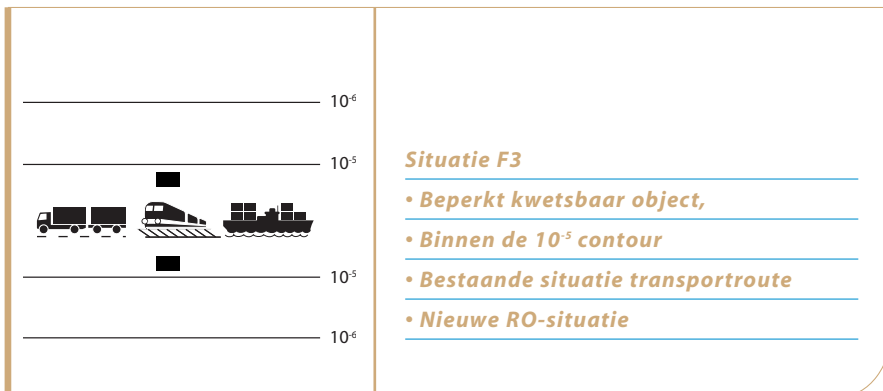 10⁻⁶
10⁻⁵
10⁻⁵
10⁻⁶
Situatie F3
• Beperkt kwetsbaar object,
• Binnen de 10⁻⁵ contour
• Bestaande situatie transportroute
• Nieuwe RO-situatie